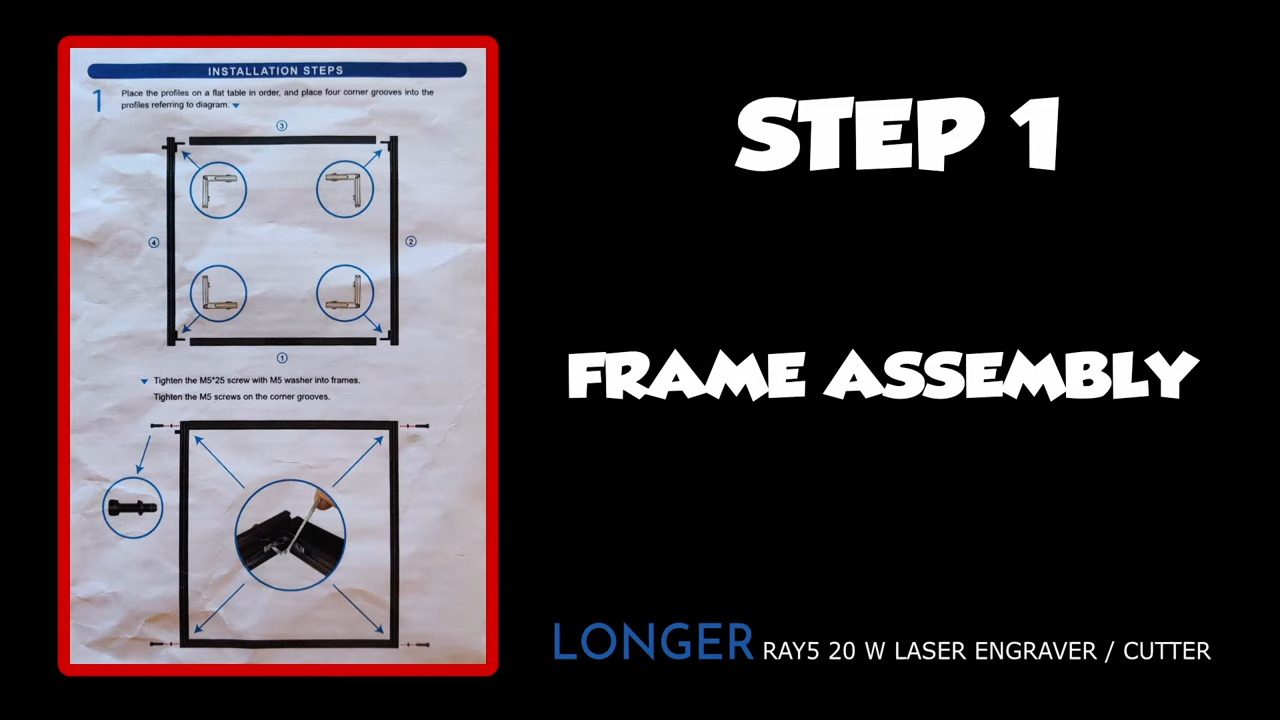 INSTALLATION STEPS
1
Place the profiles on a flat table in order, and place four corner grooves into the
profiles referring to diagram.
③
④
②
①
Tighten the M5*25 screw with M5 washer into frames.
Tighten the M5 screws on the corner grooves.
STEP 1
FRAME ASSEMBLY
LONGER RAY5 20 W LASER ENGRAVER / CUTTER